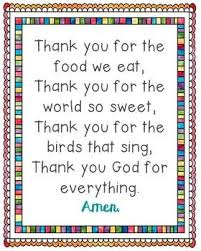 Thank you for the
food we eat,
Thank you for the
world so sweet,
Thank you for the
birds that sing,
Thank you God for
everything.
Amen.